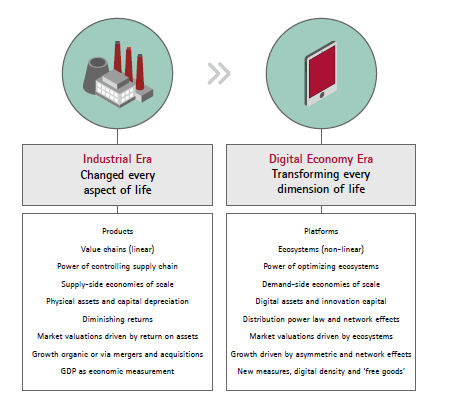 Industrial Era
Changed every
aspect of life
Products
Value chains (linear)
Power of controlling supply chain
Supply-side economies of scale
Physical assets and capital depreciation
Diminishing returns
Market valuations driven by return on assets
Growth organic or via mergers and acquisitions
GDP as economic measurement
Digital Economy Era
Transforming every
dimension of life
Platforms
Ecosystems (non-linear)
Power of optimizing ecosystems
Demand-side economies of scale
Digital assets and innovation capital
Distribution power law and network effects
Market valuations driven by ecosystems
Growth driven by asymmetric and network effects
New measures, digital density and 'free goods'